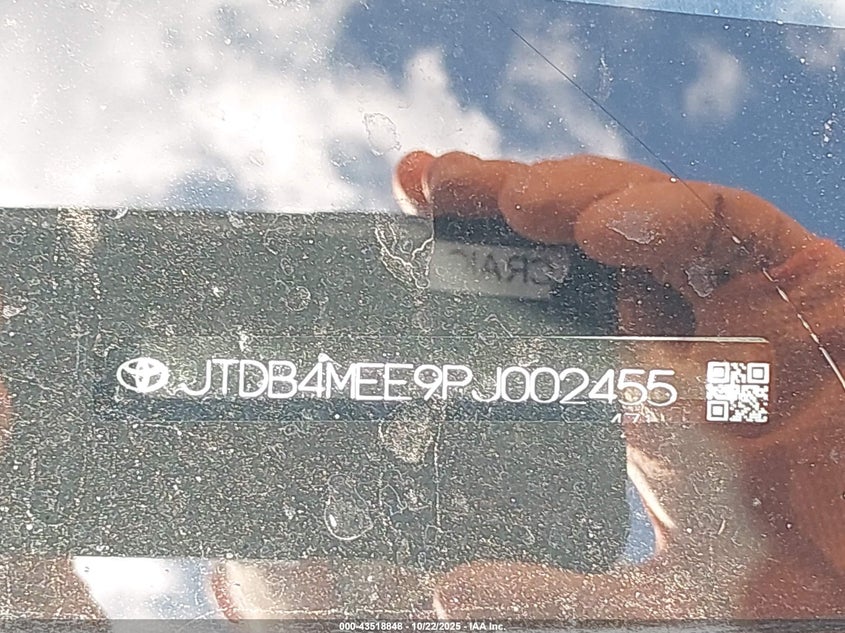 JTDB4MEE9PJ002455
000-43518848 - 10/22/2025 - IAA Inc.